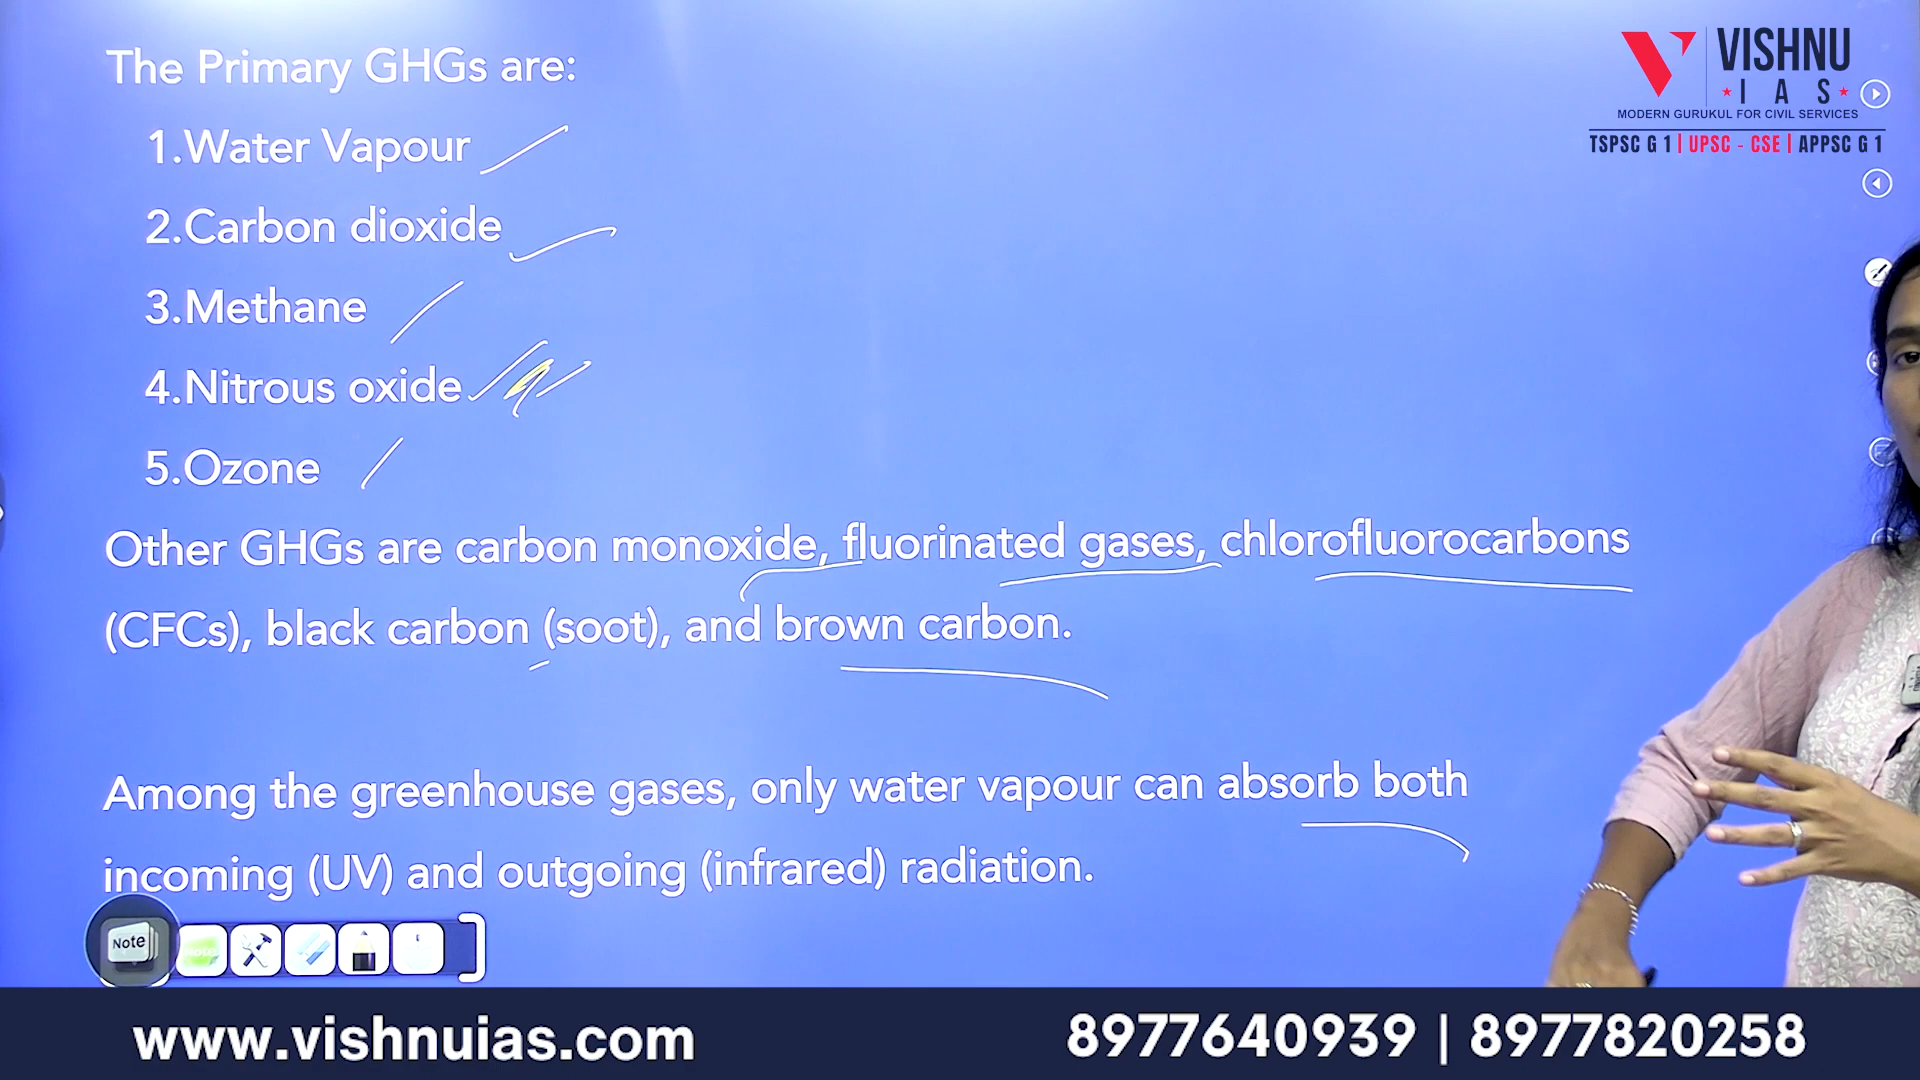 The Primary GHGs are:
1.Water Vapour
2.Carbon dioxide
3.Methane
4.Nitrous oxide
5.Ozone
Other GHGs are carbon monoxide, fluorinated gases, chlorofluorocarbons
(CFCs), black carbon (soot), and brown carbon.
Among the greenhouse gases, only water vapour can absorb both
incoming (UV) and outgoing (infrared) radiation.
Note
VISHNU
IAS
MODERN GURUKUL FOR CIVIL SERVICES
TSPSC G 1 | UPSC - CSE | APPSC G 1
www.vishnuias.com
8977640939 | 8977820258